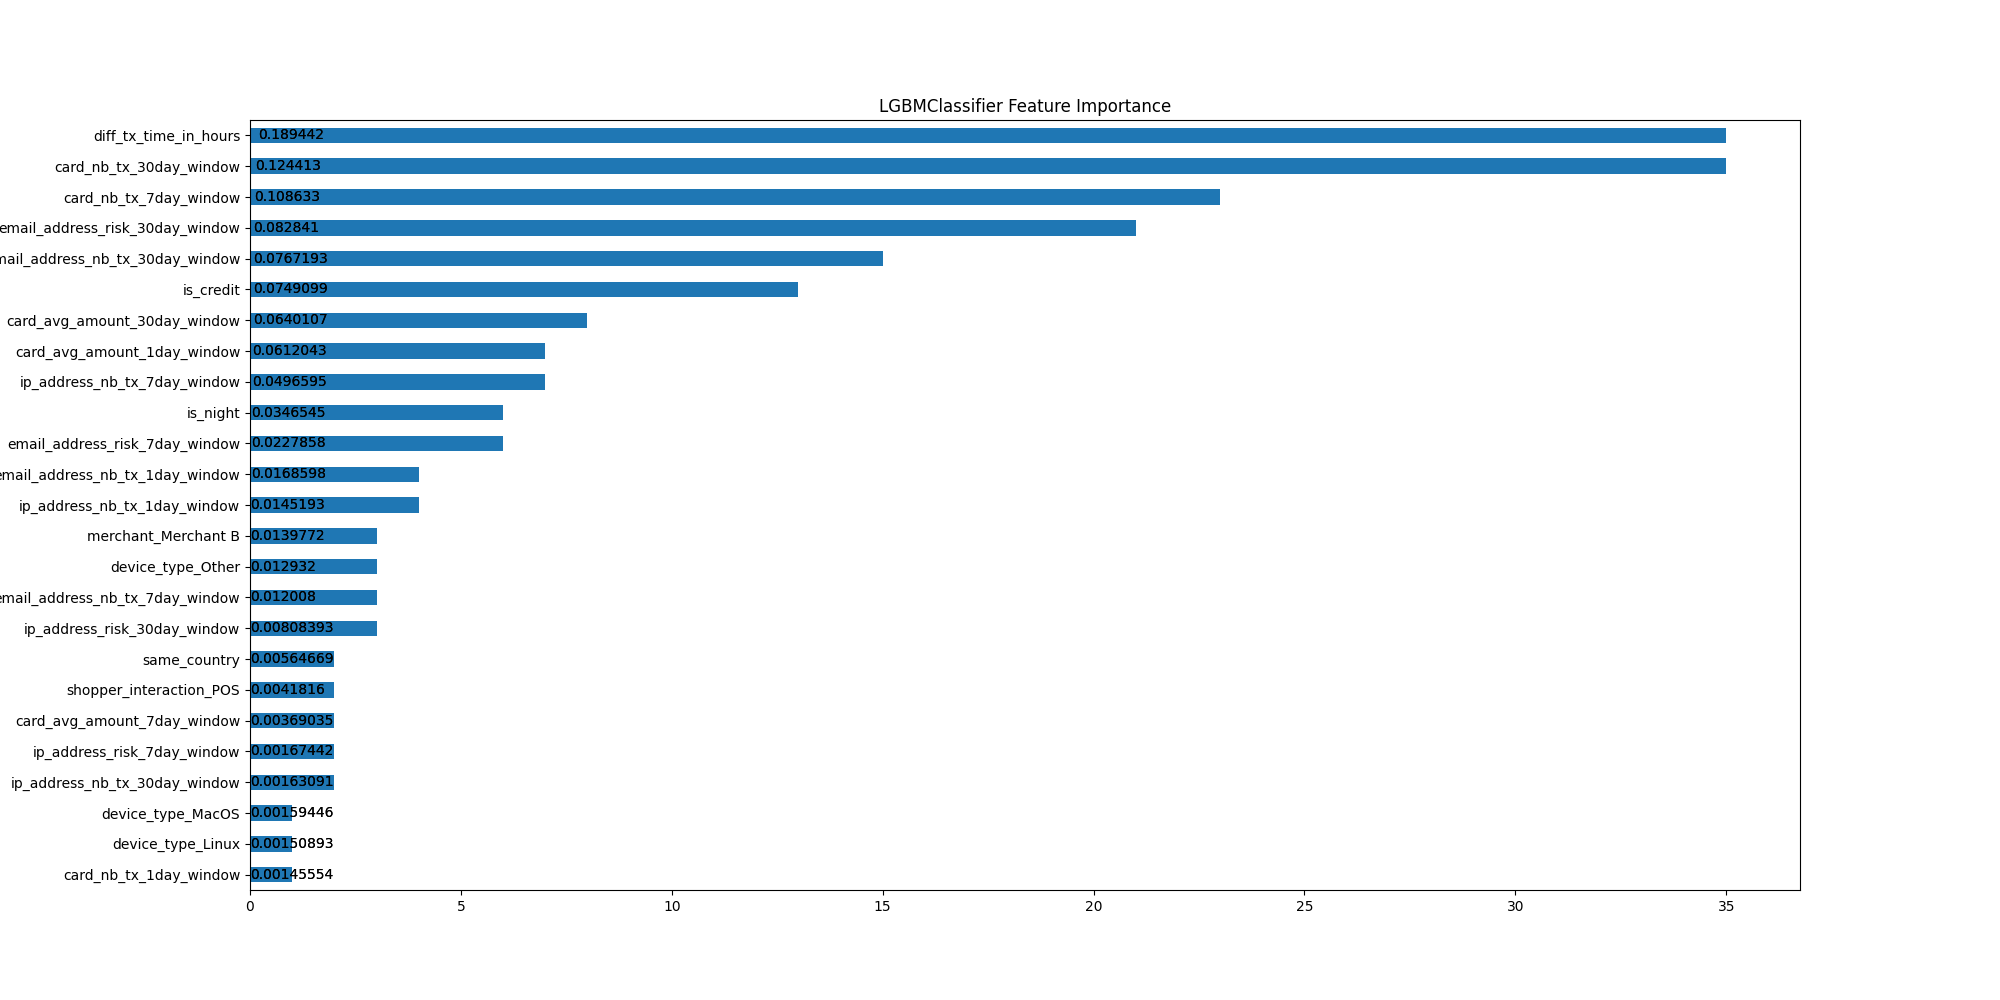 LGBMClassifier Feature Importance
diff_tx_time_in_hours 0.189442
card_nb_tx_30day_window 0.124413
card_nb_tx_7day_window 0.108633
email_address_risk_30day_window 0.082841
mail_address_nb_tx_30day_window 0.0767193
is_credit 0.0749099
card_avg_amount_30day_window 0.0640107
card_avg_amount_1day_window 0.0612043
ip_address_nb_tx_7day_window 0.0496595
is_night 0.0346545
email_address_risk_7day_window 0.0227858
email_address_nb_tx_1day_window 0.0168598
ip_address_nb_tx_1day_window 0.0145193
merchant_Merchant B 0.0139772
device_type_Other 0.012932
email_address_nb_tx_7day_window 0.012008
ip_address_risk_30day_window 0.00808393
same_country 0.00564669
shopper_interaction_POS 0.0041816
card_avg_amount_7day_window 0.00369035
ip_address_risk_7day_window 0.00167442
ip_address_nb_tx_30day_window 0.00163091
device_type_MacOS 0.00159446
device_type_Linux 0.00150893
card_nb_tx_1day_window 0.00145554
0 5 10 15 20 25 30 35